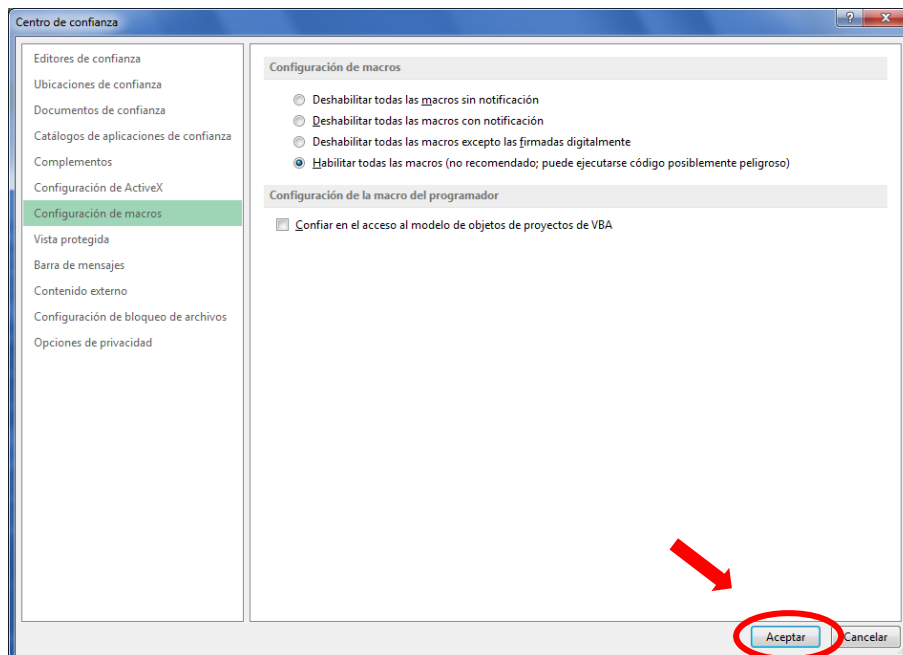 Centro de confianza
Editores de confianza
Ubicaciones de confianza
Documentos de confianza
Catálogos de aplicaciones de confianza
Complementos
Configuración de ActiveX
Configuración de macros
Vista protegida
Barra de mensajes
Contenido externo
Configuración de bloqueo de archivos
Opciones de privacidad
Configuración de macros
Deshabilitar todas las macros sin notificación
Deshabilitar todas las macros con notificación
Deshabilitar todas las macros excepto las firmadas digitalmente
Habilitar todas las macros (no recomendado; puede ejecutarse código posiblemente peligroso)
Configuración de la macro del programador
Confiar en el acceso al modelo de objetos de proyectos de VBA
Aceptar
Cancelar